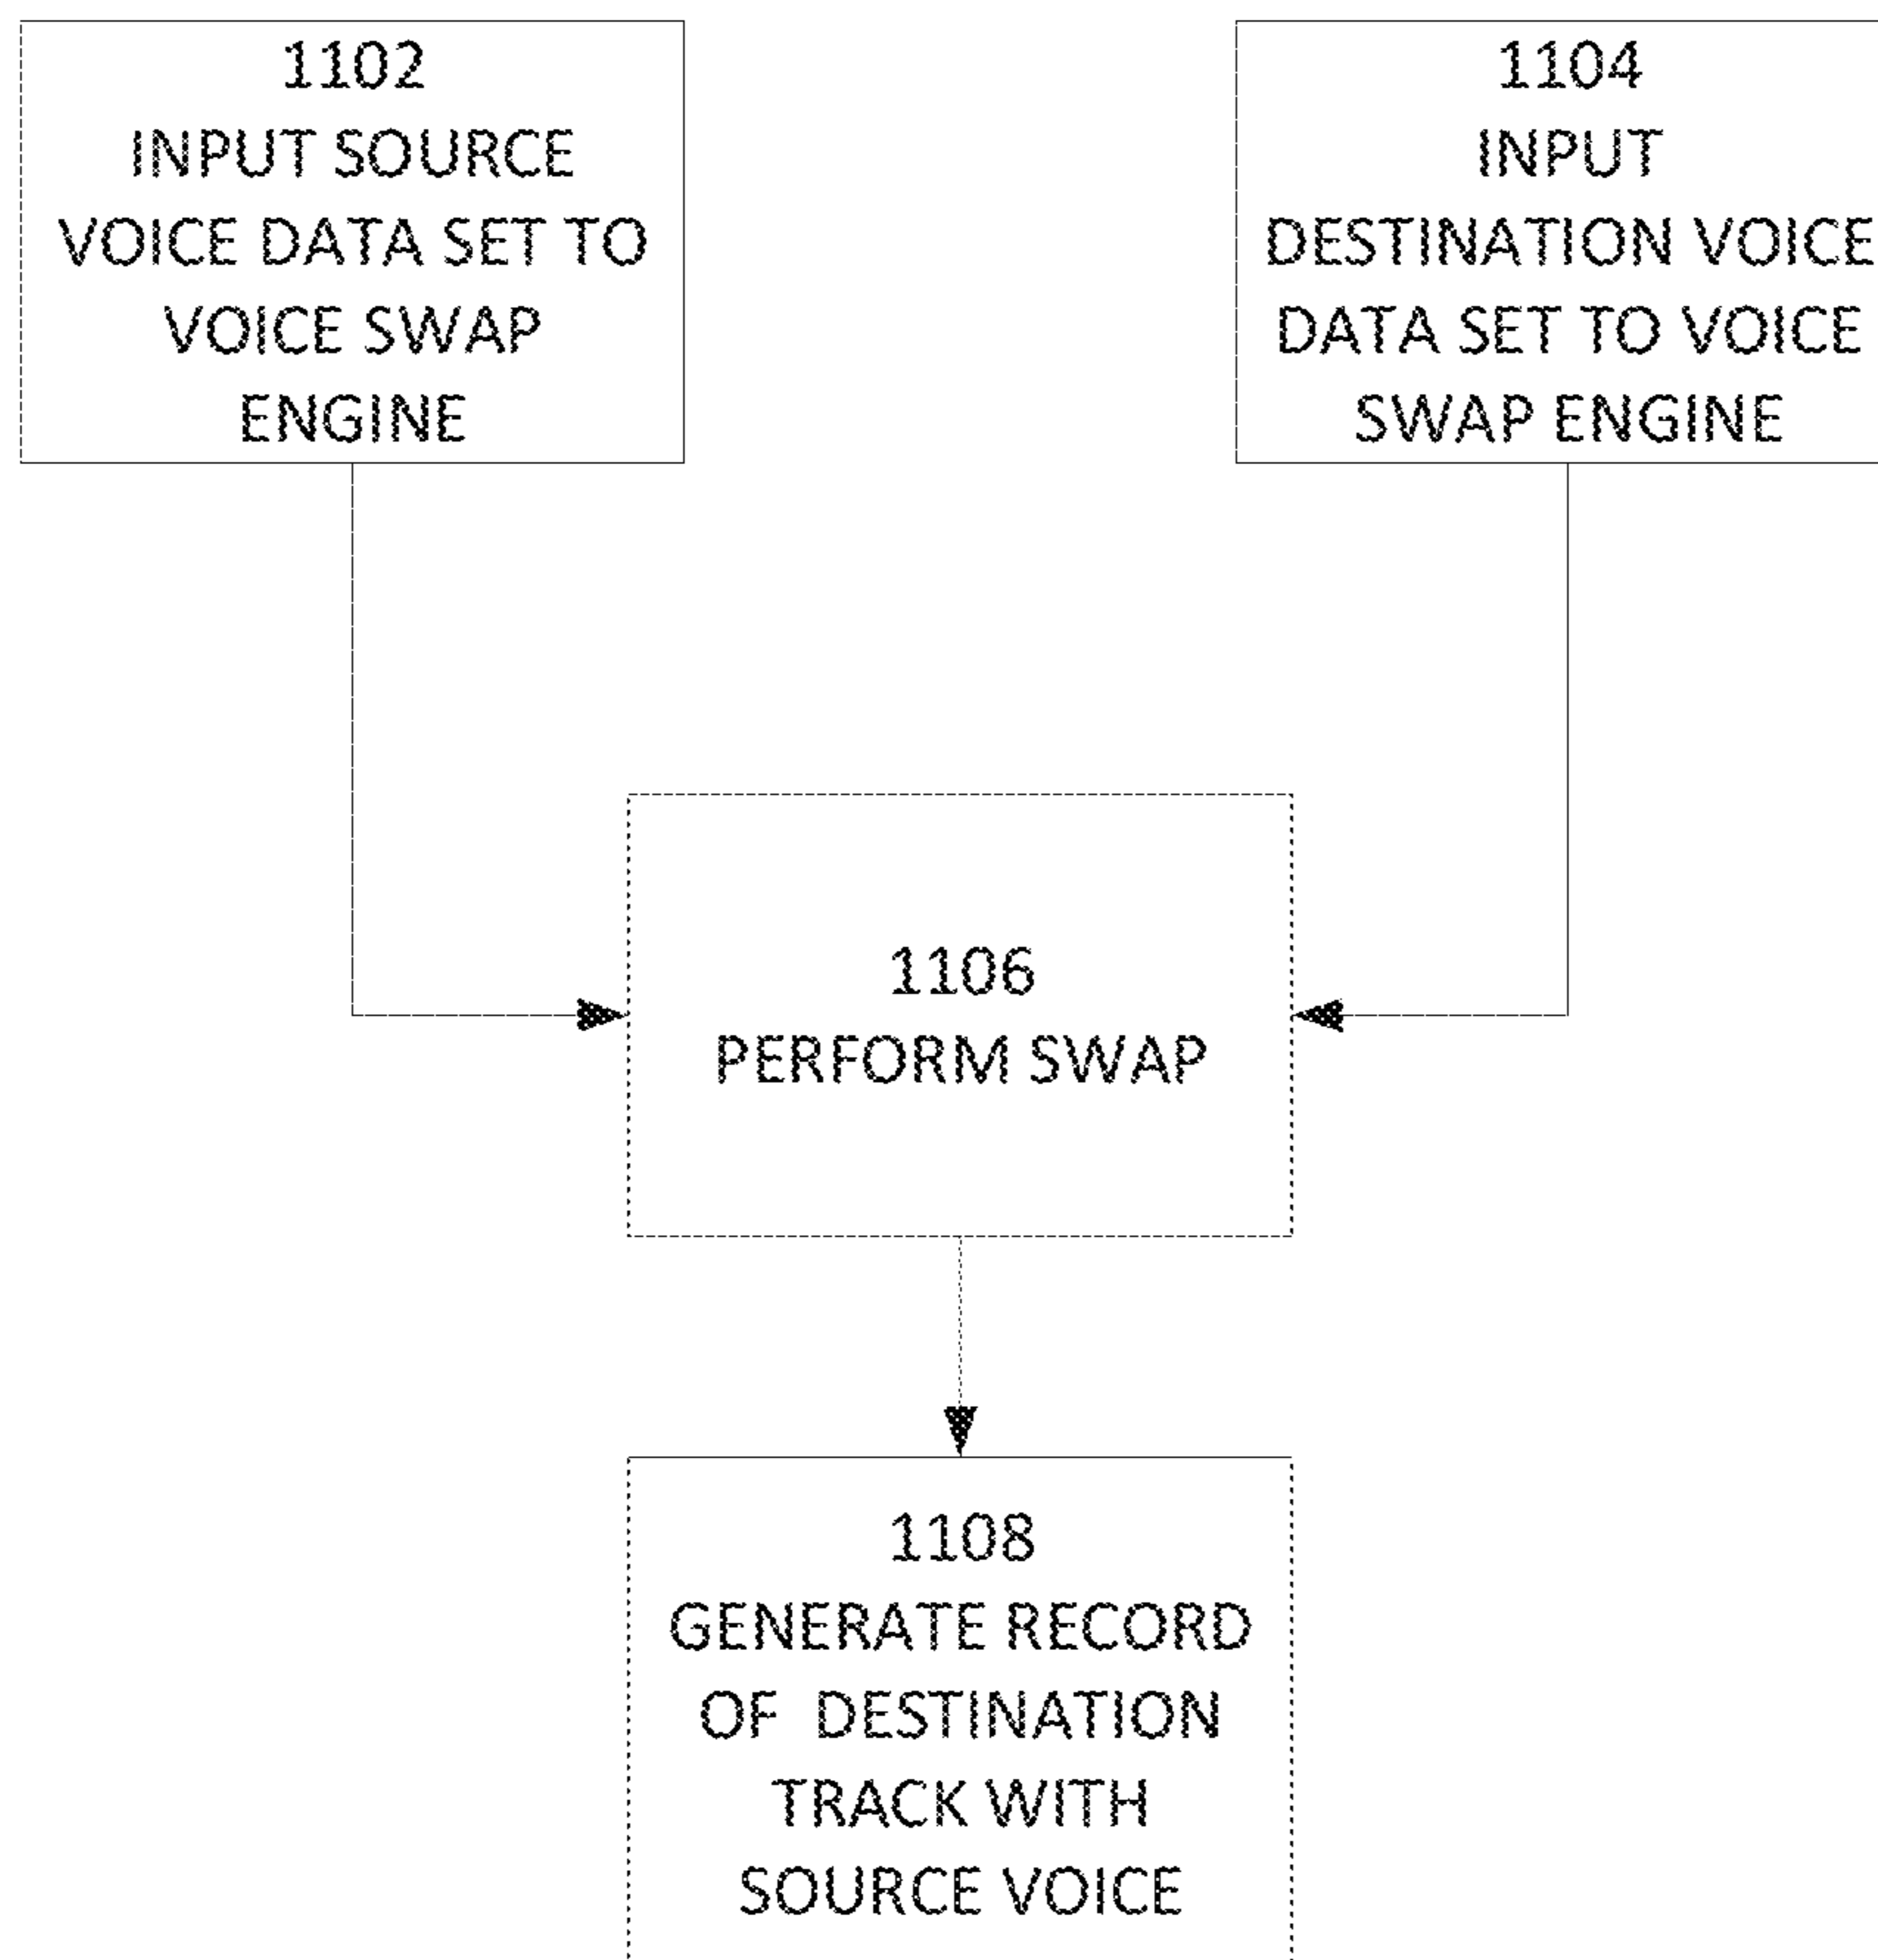 1102
INPUT SOURCE
VOICE DATA SET TO
VOICE SWAP
ENGINE
1104
INPUT
DESTINATION VOICE
DATA SET TO VOICE
SWAP ENGINE
1106
PERFORM SWAP
1108
GENERATE RECORD
OF DESTINATION
TRACK WITH
SOURCE VOICE